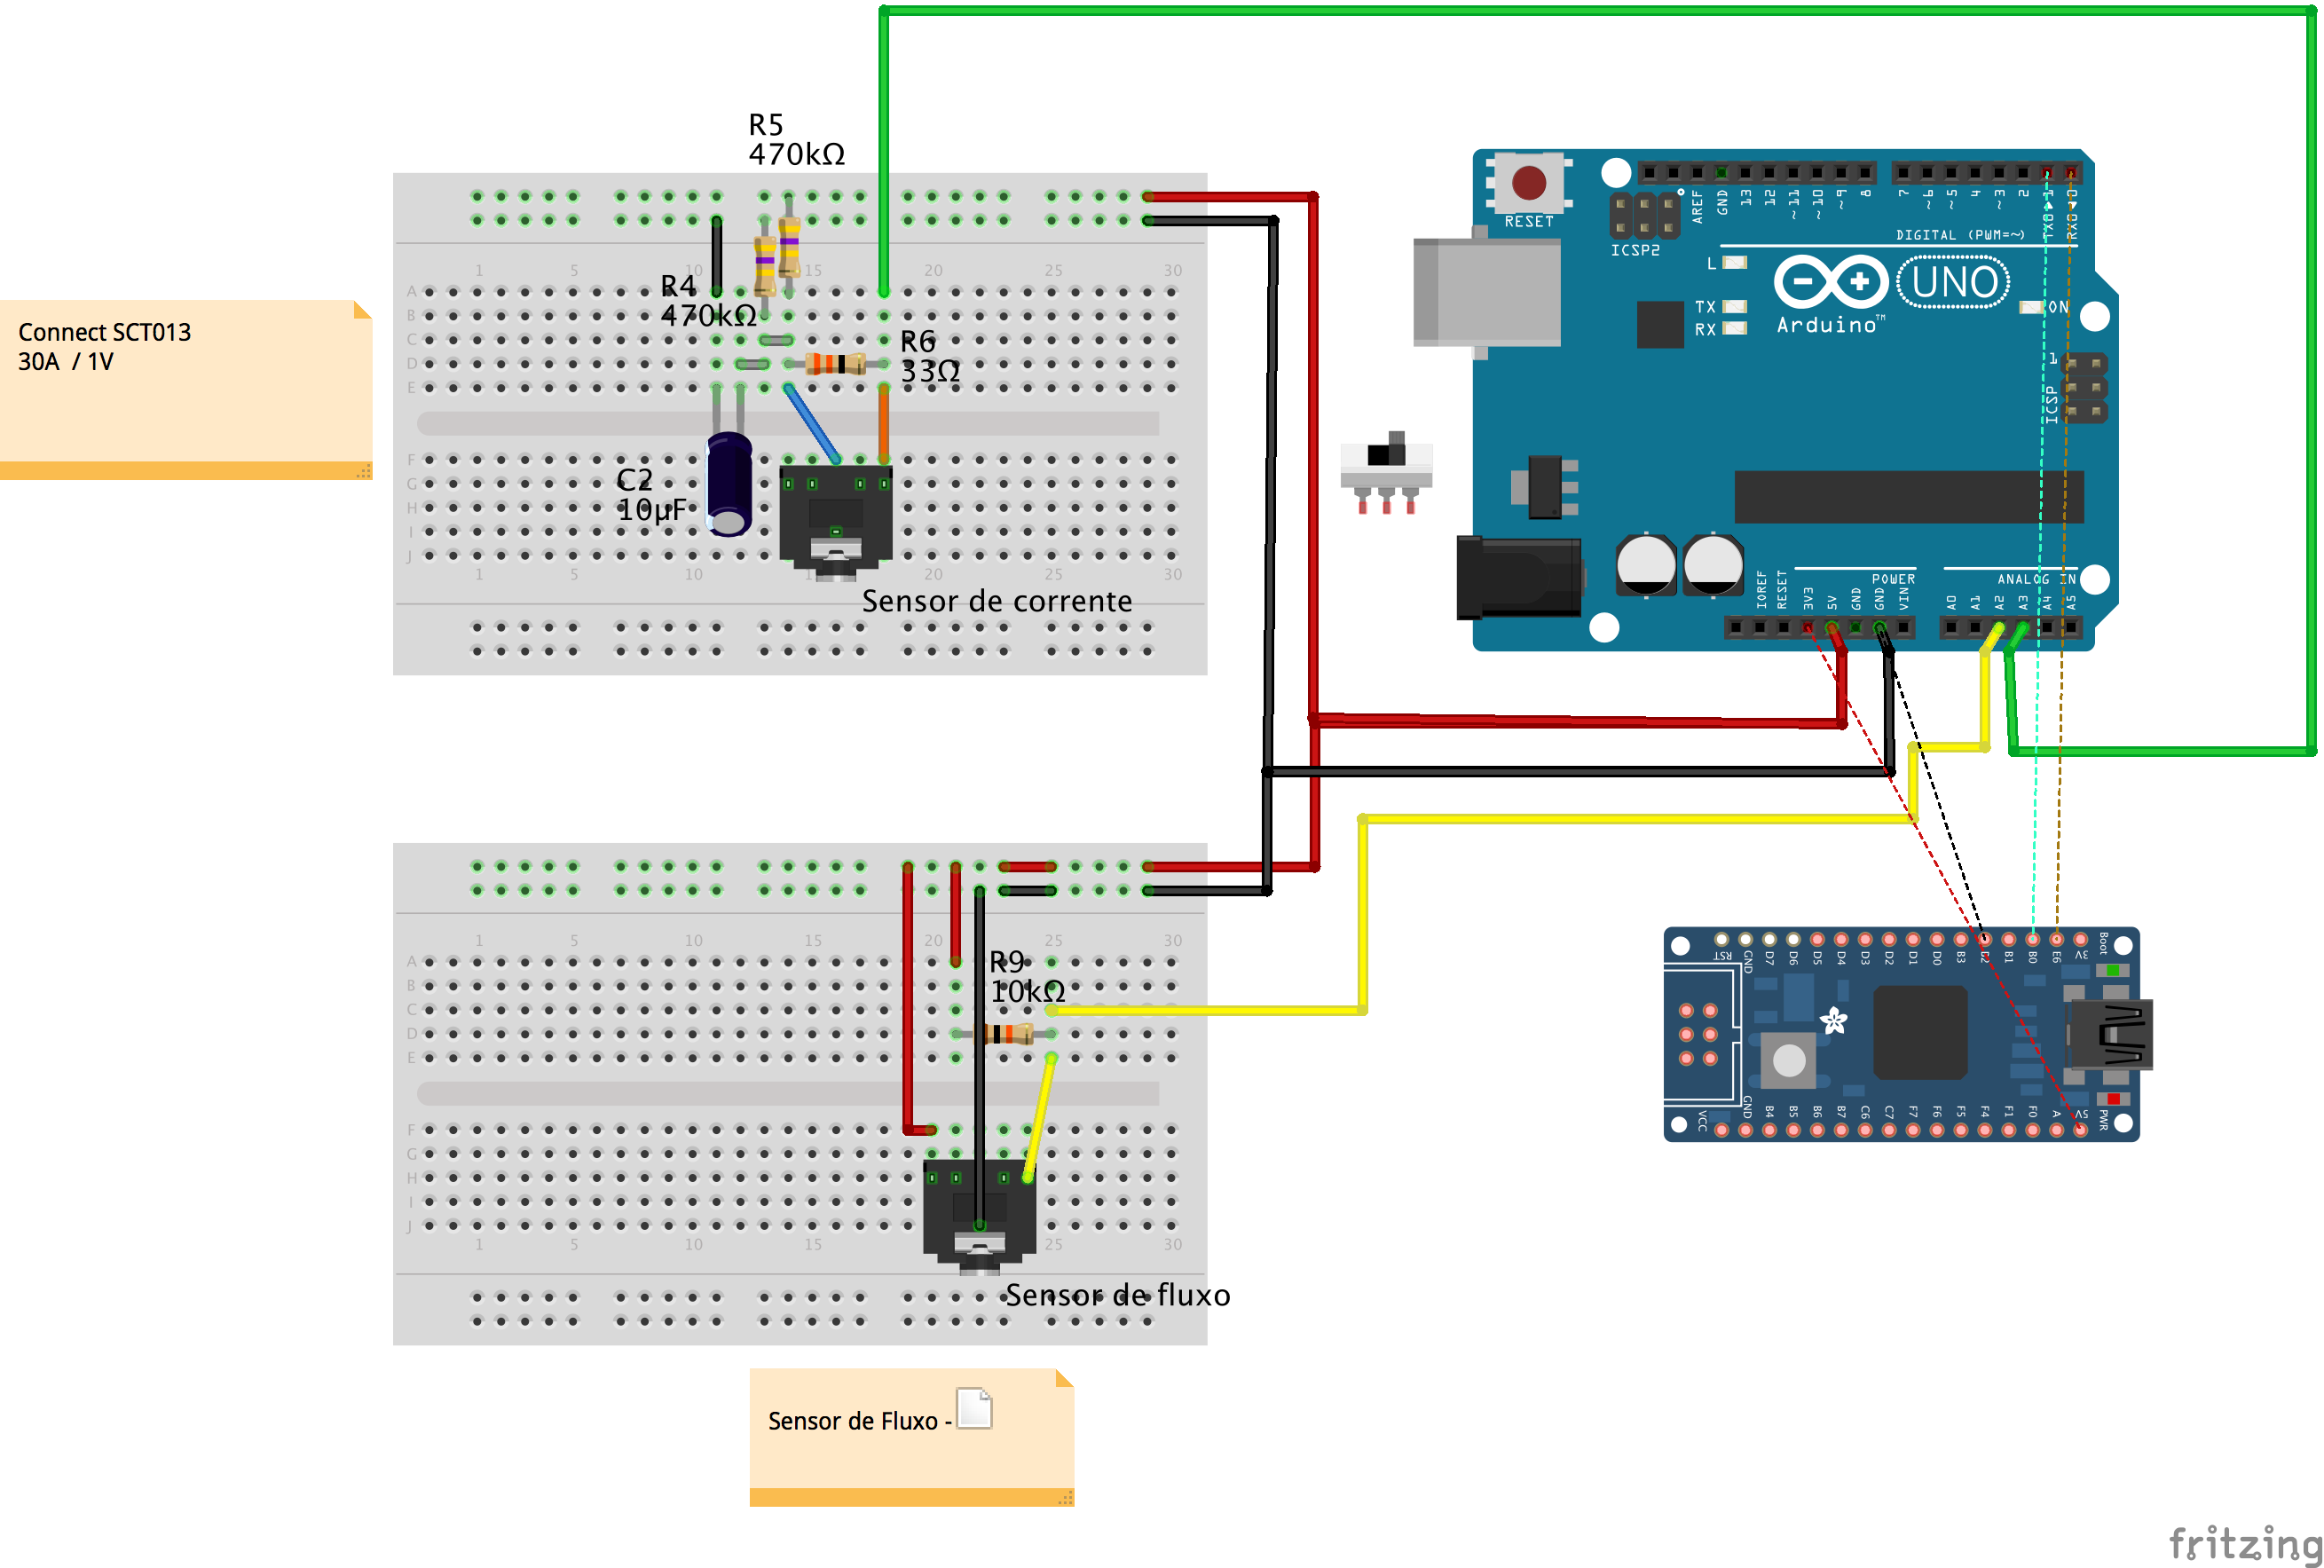 R5
470kΩ
1 5 10 15 20 25 30
A
B
C
D
E
R4
470kΩ
R6
33Ω
F
G
H
I
J
C2
10µF
1 5 10 15 20 25 30
Sensor de corrente
Connect SCT013
30A / 1V
RESET
ICSP2
AREF
GND
13
12
~11
~10
~9
8
7
~6
~5
4
~3
2
TX0 1
RX0 0
DIGITAL (PWM=~)
L
TX
RX
Arduino™
UNO
ON
1
ICSP
POWER
ANALOG IN
IOREF
RESET
3V3
5V
GND
GND
VIN
A0
A1
A2
A3
A4
A5
1 5 10 15 20 25 30
A
B
C
D
E
R9
10kΩ
F
G
H
I
J
1 5 10 15 20 25 30
Sensor de fluxo
Sensor de Fluxo -
RST
GND
D7
D6
D5
D4
D3
D2
D1
D0
B3
B2
B1
B0
E6
3V
Boot
VCC
GND
B4
B5
B6
B7
C6
C7
F7
F6
F5
F4
F1
F0
A
5V
PWR
fritzing